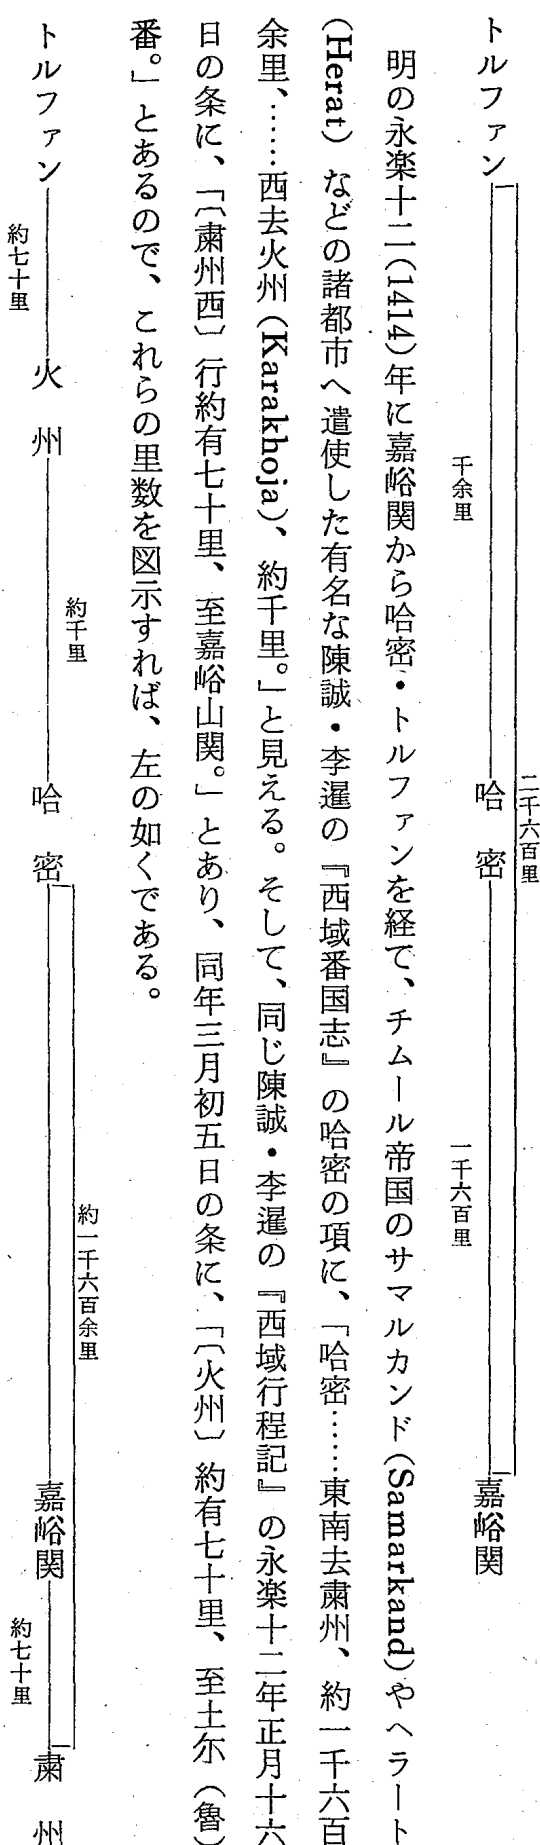 トルファン 千余里 哈密 一千六百里 嘉峪関
二千六百里
明の永楽十二(1414)年に嘉峪関から哈密・トルファンを経て、チムール帝国のサマルカンド(Samarkand)やヘラート
(Herat)などの諸都市へ遣使した有名な陳誠・李暹の『西域番国志』の哈密の項に、「哈密……東南去粛州、約一千六百
余里、……西去火州(Karakhoja)、約千里。」と見える。そして、同じ陳誠・李暹の『西域行程記』の永楽十二年正月十六
日の条に、「〔粛州西〕行約有七十里、至嘉峪山関。」とあり、同年三月初五日の条に、「〔火州〕約有七十里、至土尓(魯)
番。」とあるので、これらの里数を図示すれば、左の如くである。
約一千六百余里
トルファン 約七十里 火州 約千里 哈密 嘉峪関 約七十里 粛州